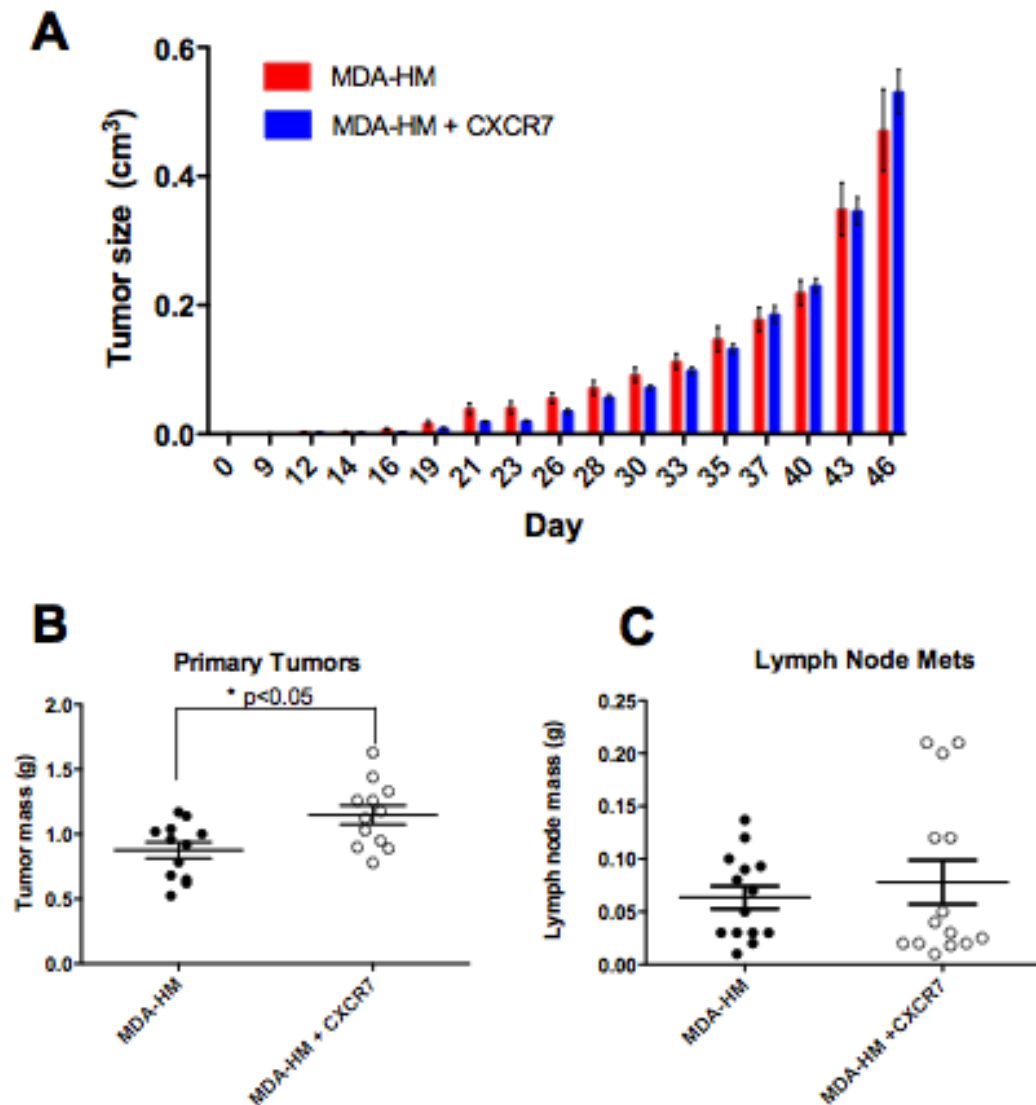 A
0.6
0.4
0.2
0.0
Tumor size (cm³)
MDA-HM
MDA-HM + CXCR7
0 9 12 14 16 19 21 23 26 28 30 33 35 37 40 43 46
Day
B
Primary Tumors
* p<0.05
2.0
1.5
1.0
0.5
0.0
Tumor mass (g)
MDA-HM
MDA-HM + CXCR7
C
Lymph Node Mets
0.25
0.20
0.15
0.10
0.05
0.00
Lymph node mass (g)
MDA-HM
MDA-HM +CXCR7